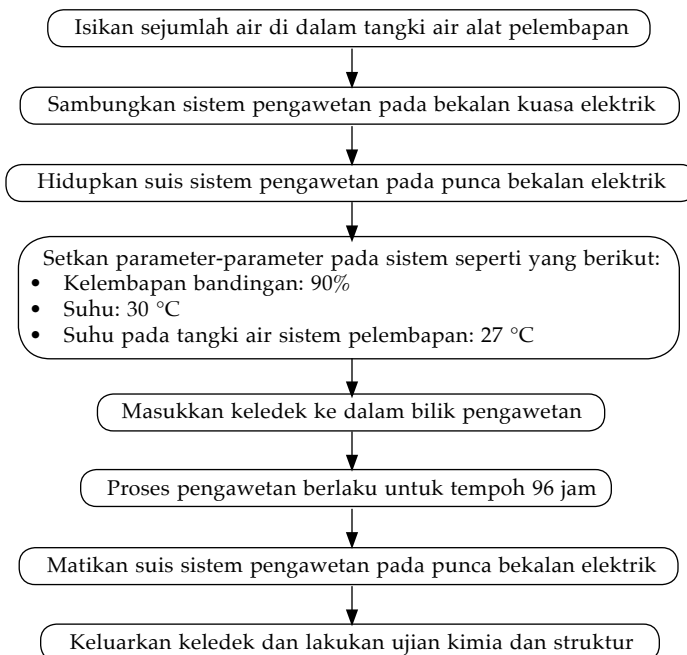 Isikan sejumlah air di dalam tangki air alat pelembapan
Sambungkan sistem pengawetan pada bekalan kuasa elektrik
Hidupkan suis sistem pengawetan pada punca bekalan elektrik
Setkan parameter-parameter pada sistem seperti yang berikut:
• Kelembapan bandingan: 90%
• Suhu: 30 °C
• Suhu pada tangki air sistem pelembapan: 27 °C
Masukkan keledek ke dalam bilik pengawetan
Proses pengawetan berlaku untuk tempoh 96 jam
Matikan suis sistem pengawetan pada punca bekalan elektrik
Keluarkan keledek dan lakukan ujian kimia dan struktur